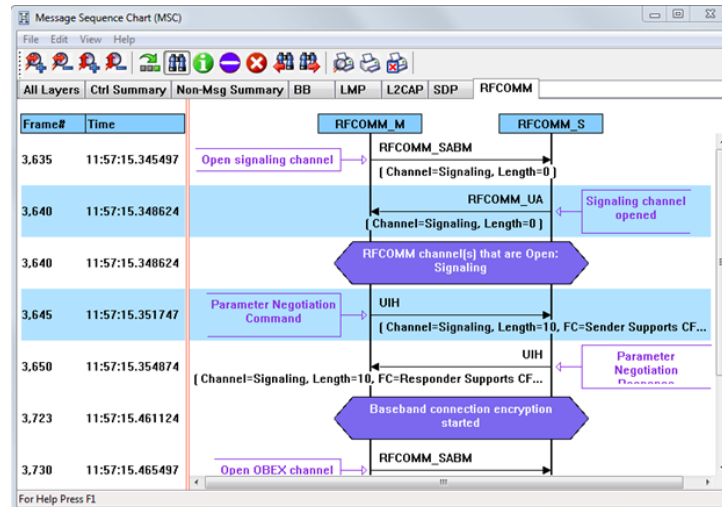 Message Sequence Chart (MSC)
File Edit View Help
All Layers Ctrl Summary Non-Msg Summary BB LMP L2CAP SDP RFCOMM
Frame# Time RFCOMM_M RFCOMM_S
RFCOMM_SABM
3,635 11:57:15.345497 Open signaling channel
( Channel=Signaling, Length=0 )
RFCOMM_UA Signaling channel
3,640 11:57:15.348624 opened
( Channel=Signaling, Length=0 )
RFCOMM channel(s) that are Open:
3,640 11:57:15.348624 Signaling
Parameter Negotiation UIH
3,645 11:57:15.351747 Command
( Channel=Signaling, Length=10, FC=Sender Supports CF...
UIH Parameter
3,650 11:57:15.354874 Negotiation
( Channel=Signaling, Length=10, FC=Responder Supports CF... Response
Baseband connection encryption
3,723 11:57:15.461124 started
RFCOMM_SABM
3,730 11:57:15.465497 Open OBEX channel
For Help Press F1